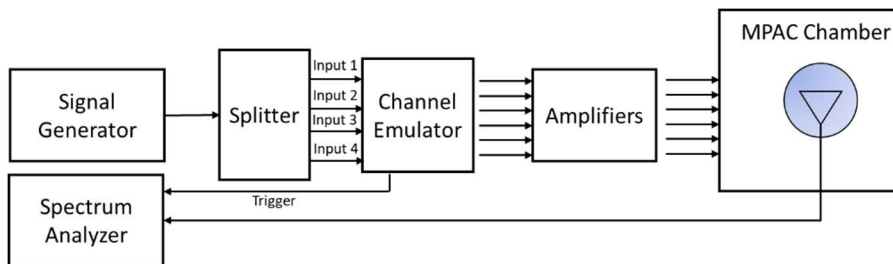 MPAC Chamber
Signal
Generator
Splitter
Input 1
Input 2
Input 3
Input 4
Channel
Emulator
Amplifiers
Trigger
Spectrum
Analyzer